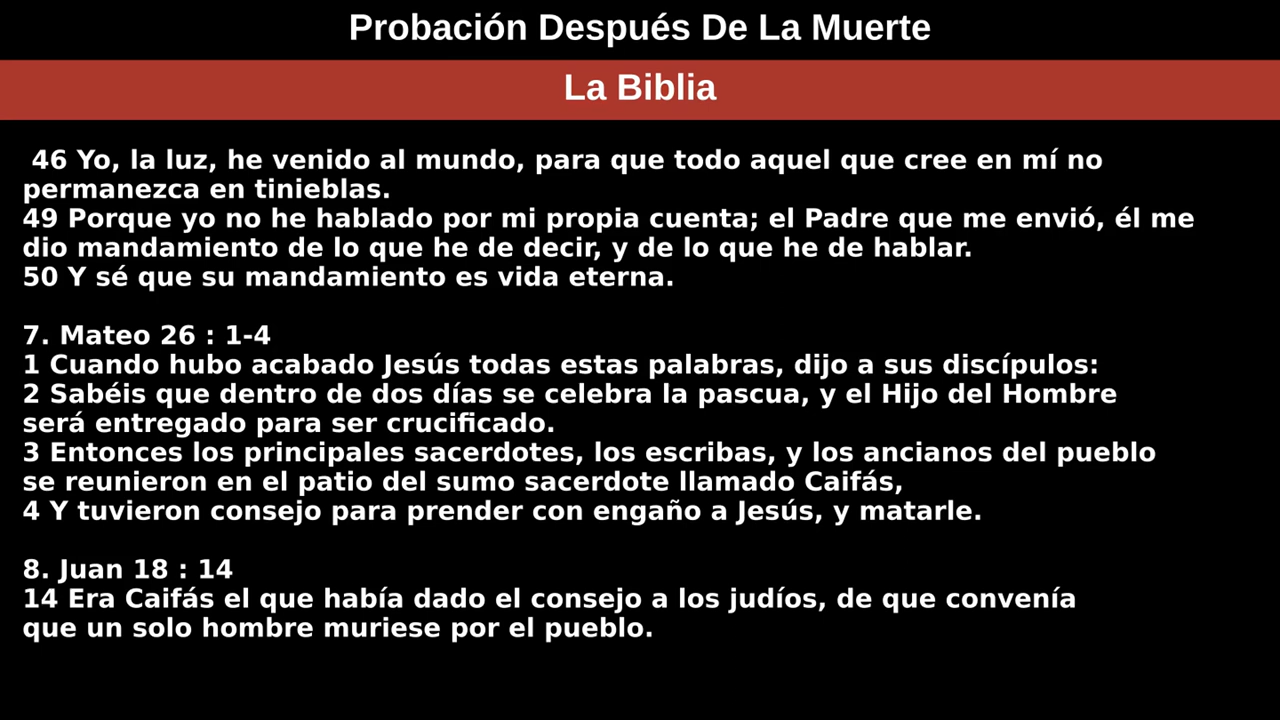 Probación Después De La Muerte
La Biblia
46 Yo, la luz, he venido al mundo, para que todo aquel que cree en mí no
permanezca en tinieblas.
49 Porque yo no he hablado por mi propia cuenta; el Padre que me envió, él me
dio mandamiento de lo que he de decir, y de lo que he de hablar.
50 Y sé que su mandamiento es vida eterna.
7. Mateo 26 : 1-4
1 Cuando hubo acabado Jesús todas estas palabras, dijo a sus discípulos:
2 Sabéis que dentro de dos días se celebra la pascua, y el Hijo del Hombre
será entregado para ser crucificado.
3 Entonces los principales sacerdotes, los escribas, y los ancianos del pueblo
se reunieron en el patio del sumo sacerdote llamado Caifás,
4 Y tuvieron consejo para prender con engaño a Jesús, y matarle.
8. Juan 18 : 14
14 Era Caifás el que había dado el consejo a los judíos, de que convenía
que un solo hombre muriese por el pueblo.